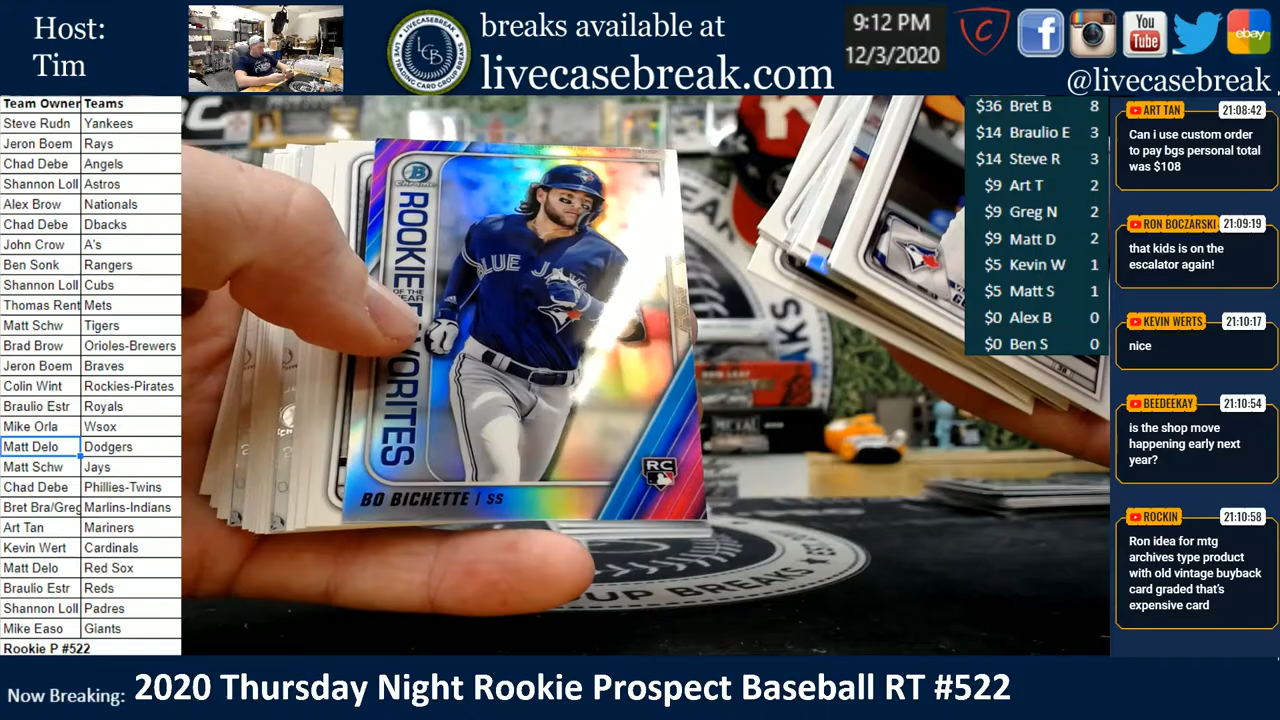 Host:
Tim
breaks available at
livecasebreak.com
9:12 PM
12/3/2020
You
Tube
ebay
@livecasebreak
Team Owner Teams
Steve Rudn Yankees
Jeron Boem Rays
Chad Debe Angels
Shannon Loll Astros
Alex Brow Nationals
Chad Debe Dbacks
John Crow A's
Ben Sonk Rangers
Shannon Loll Cubs
Thomas Rent Mets
Matt Schw Tigers
Brad Brow Orioles-Brewers
Jeron Boem Braves
Colin Wint Rockies-Pirates
Braulio Estr Royals
Mike Orla Wsox
Matt Delo Dodgers
Matt Schw Jays
Chad Debe Phillies-Twins
Bret Bra/Greg Marlins-Indians
Art Tan Mariners
Kevin Wert Cardinals
Matt Delo Red Sox
Braulio Estr Reds
Shannon Loll Padres
Mike Easo Giants
Rookie P #522
B
Chrome
ROOKIE
OF THE
YEAR
BLUE JA
BO BICHETTE / SS
RC
$36 Bret B 8
$14 Braulio E 3
$14 Steve R 3
$9 Art T 2
$9 Greg N 2
$9 Matt D 2
$5 Kevin W 1
$5 Matt S 1
$0 Alex B 0
$0 Ben S 0
ART TAN 21:08:42
Can i use custom order
to pay bgs personal total
was $108
RON BOCZARSKI 21:09:19
that kids is on the
escalator again!
KEVIN WERTS 21:10:17
nice
BEEDEEKAY 21:10:54
is the shop move
happening early next
year?
ROCKIN 21:10:58
Ron idea for mtg
archives type product
with old vintage buyback
card graded that's
expensive card
Now Breaking: 2020 Thursday Night Rookie Prospect Baseball RT #522